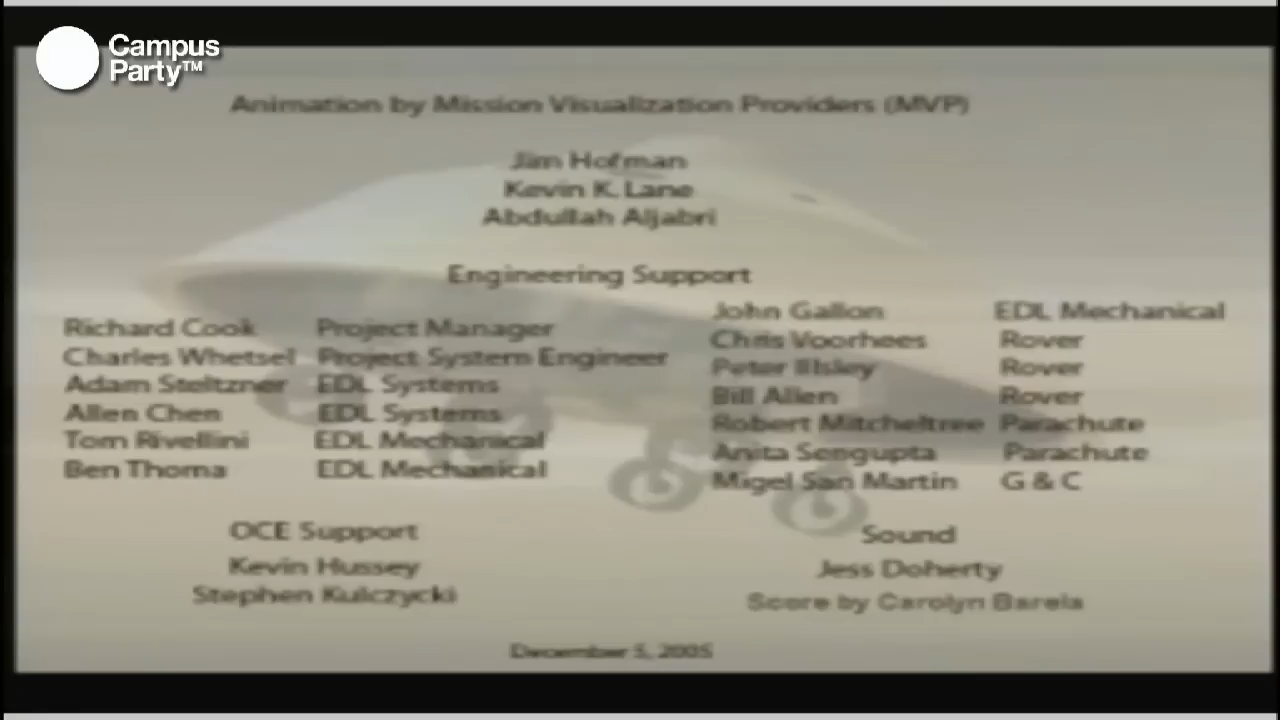 Campus
Party™
Animation by Mission Visualization Providers (MVP)
Jim Hofman
Kevin K. Lane
Abdullah Aljabri
Engineering Support
Richard Cook Project Manager
Charles Whetsel Project System Engineer
Adam Steltzner EDL Systems
Allen Chen EDL Systems
Tom Rivellini EDL Mechanical
Ben Thoma EDL Mechanical
John Gallon EDL Mechanical
Chris Voorhees Rover
Peter Illsley Rover
Bill Allen Rover
Robert Mitcheltree Parachute
Anita Sengupta Parachute
Migel San Martin G & C
OCE Support
Kevin Hussey
Stephen Kulczycki
Sound
Jess Doherty
Score by Carolyn Barela
December 5, 2005